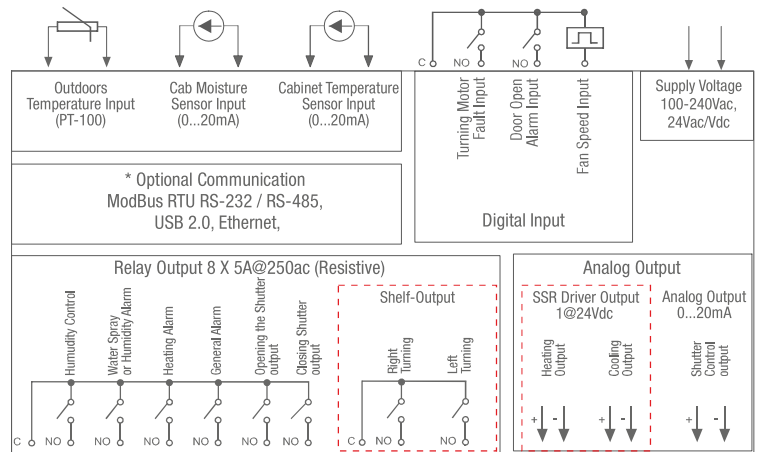 Outdoors
Temperature Input
(PT-100)
Cab Moisture
Sensor Input
(0...20mA)
Cabinet Temperature
Sensor Input
(0...20mA)
C
NO
NO
Turning Motor
Fault Input
Door Open
Alarm Input
Fan Speed Input
Digital Input
Supply Voltage
100-240Vac,
24Vac/Vdc
* Optional Communication
ModBus RTU RS-232 / RS-485,
USB 2.0, Ethernet,
Relay Output 8 X 5A@250ac (Resistive)
Humudity Control
Water Spray
or Humidity Alarm
Heating Alarm
General Alarm
Opening the Shutter
output
Closing Shutter
output
C
NO
NO
NO
NO
NO
NO
Shelf-Output
Right
Turning
Left
Turning
C
NO
NO
Analog Output
SSR Driver Output
1@24Vdc
Heating
Output
Cooling
Output
+ -
+ -
Analog Output
0...20mA
Shutter
Control
output
+ -